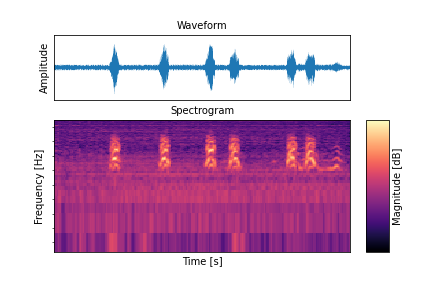 Waveform
Amplitude
Spectrogram
Frequency [Hz]
Magnitude [dB]
Time [s]